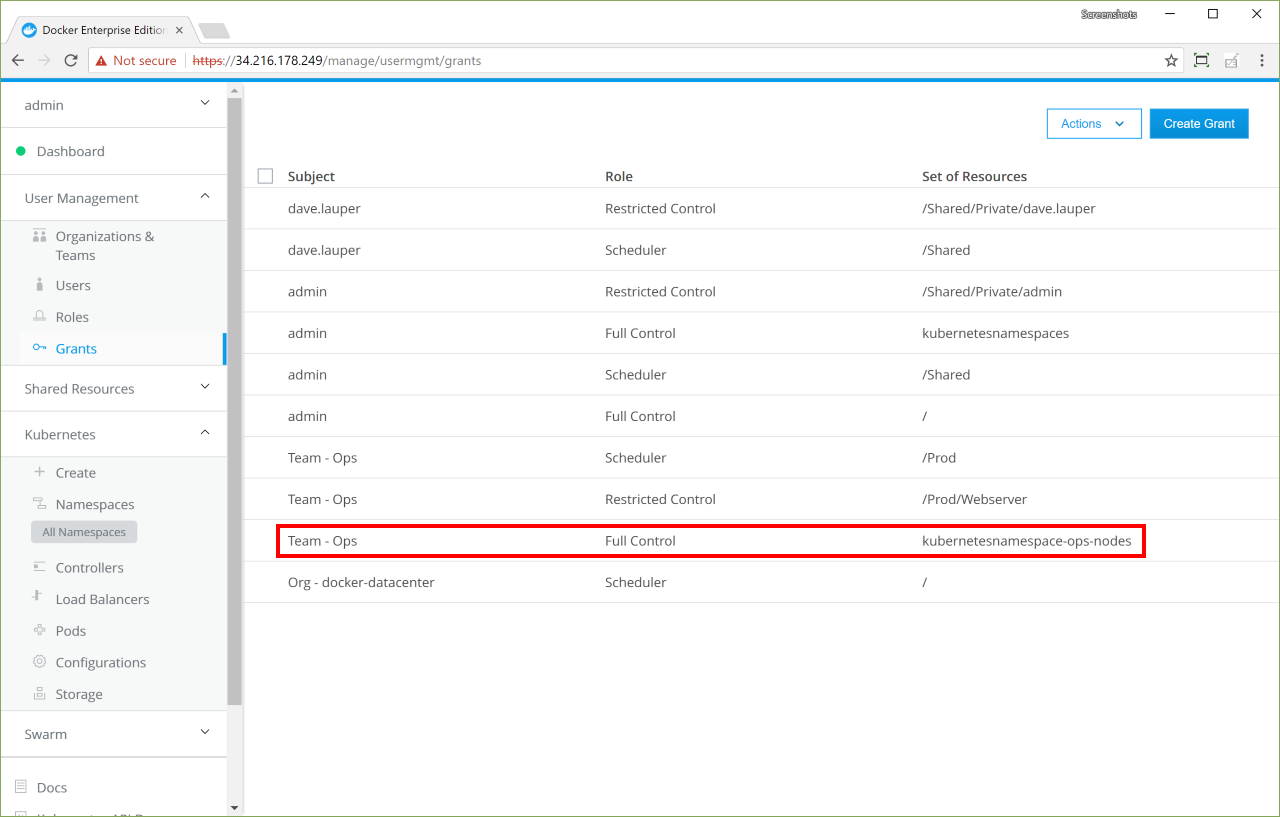 Screenshots
Docker Enterprise Edition
Not secure https://34.216.178.249/manage/usermgmt/grants
admin
Dashboard
User Management
Organizations &
Teams
Users
Roles
Grants
Shared Resources
Kubernetes
Create
Namespaces
All Namespaces
Controllers
Load Balancers
Pods
Configurations
Storage
Swarm
Docs
Actions
Create Grant
Subject Role Set of Resources
dave.lauper Restricted Control /Shared/Private/dave.lauper
dave.lauper Scheduler /Shared
admin Restricted Control /Shared/Private/admin
admin Full Control kubernetesnamespaces
admin Scheduler /Shared
admin Full Control /
Team - Ops Scheduler /Prod
Team - Ops Restricted Control /Prod/Webserver
Team - Ops Full Control kubernetesnamespace-ops-nodes
Org - docker-datacenter Scheduler /